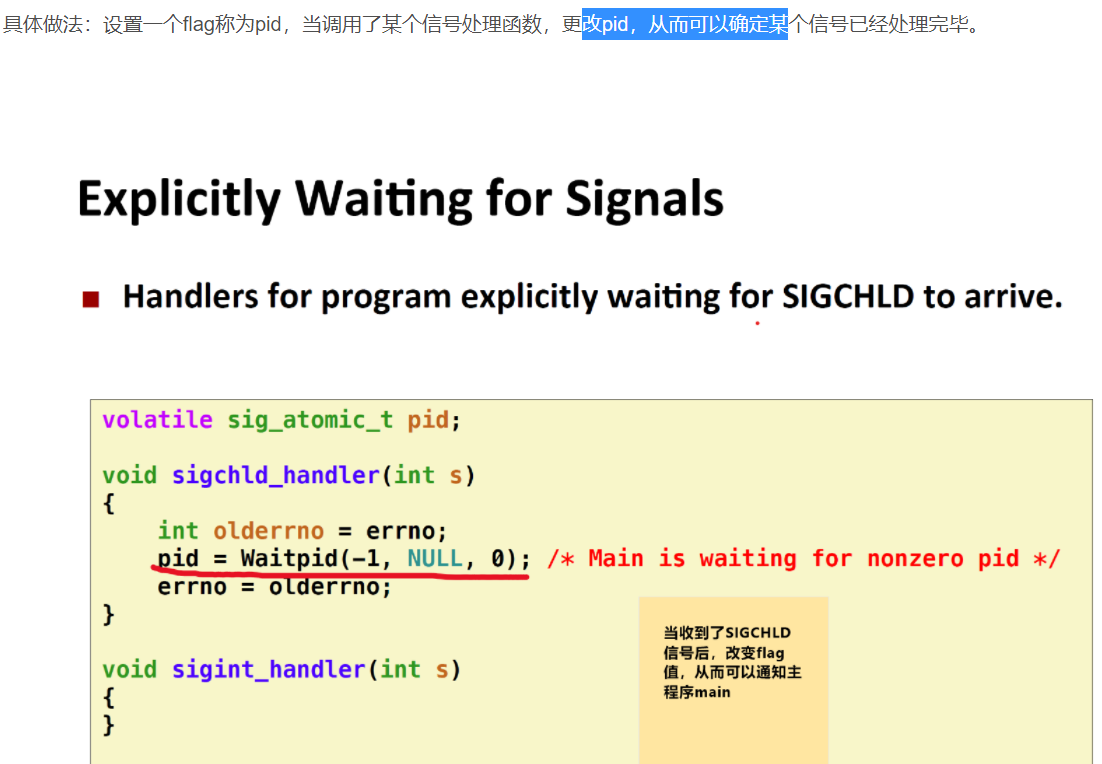 具体做法：设置一个flag称为pid，当调用了某个信号处理函数，更改pid，从而可以确定某个信号已经处理完毕。
Explicitly Waiting for Signals
Handlers for program explicitly waiting for SIGCHLD to arrive.
volatile sig_atomic_t pid;
void sigchld_handler(int s)
{
int olderrno = errno;
pid = Waitpid(-1, NULL, 0); /* Main is waiting for nonzero pid */
errno = olderrno;
}
当收到了SIGCHLD
信号后，改变flag
值，从而可以通知主
程序main
void sigint_handler(int s)
{
}